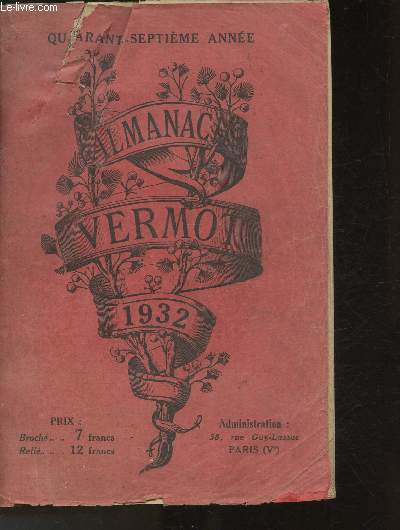 Le-livre.com
QUARANT-SEPTIÈME ANNÉE
ALMANACH
VERMOT
1932
PRIX :
Broché.. .. 7 francs
Relié.. .. 12 francs
Administration :
58, rue Gay-Lussac
PARIS (Vᵉ)